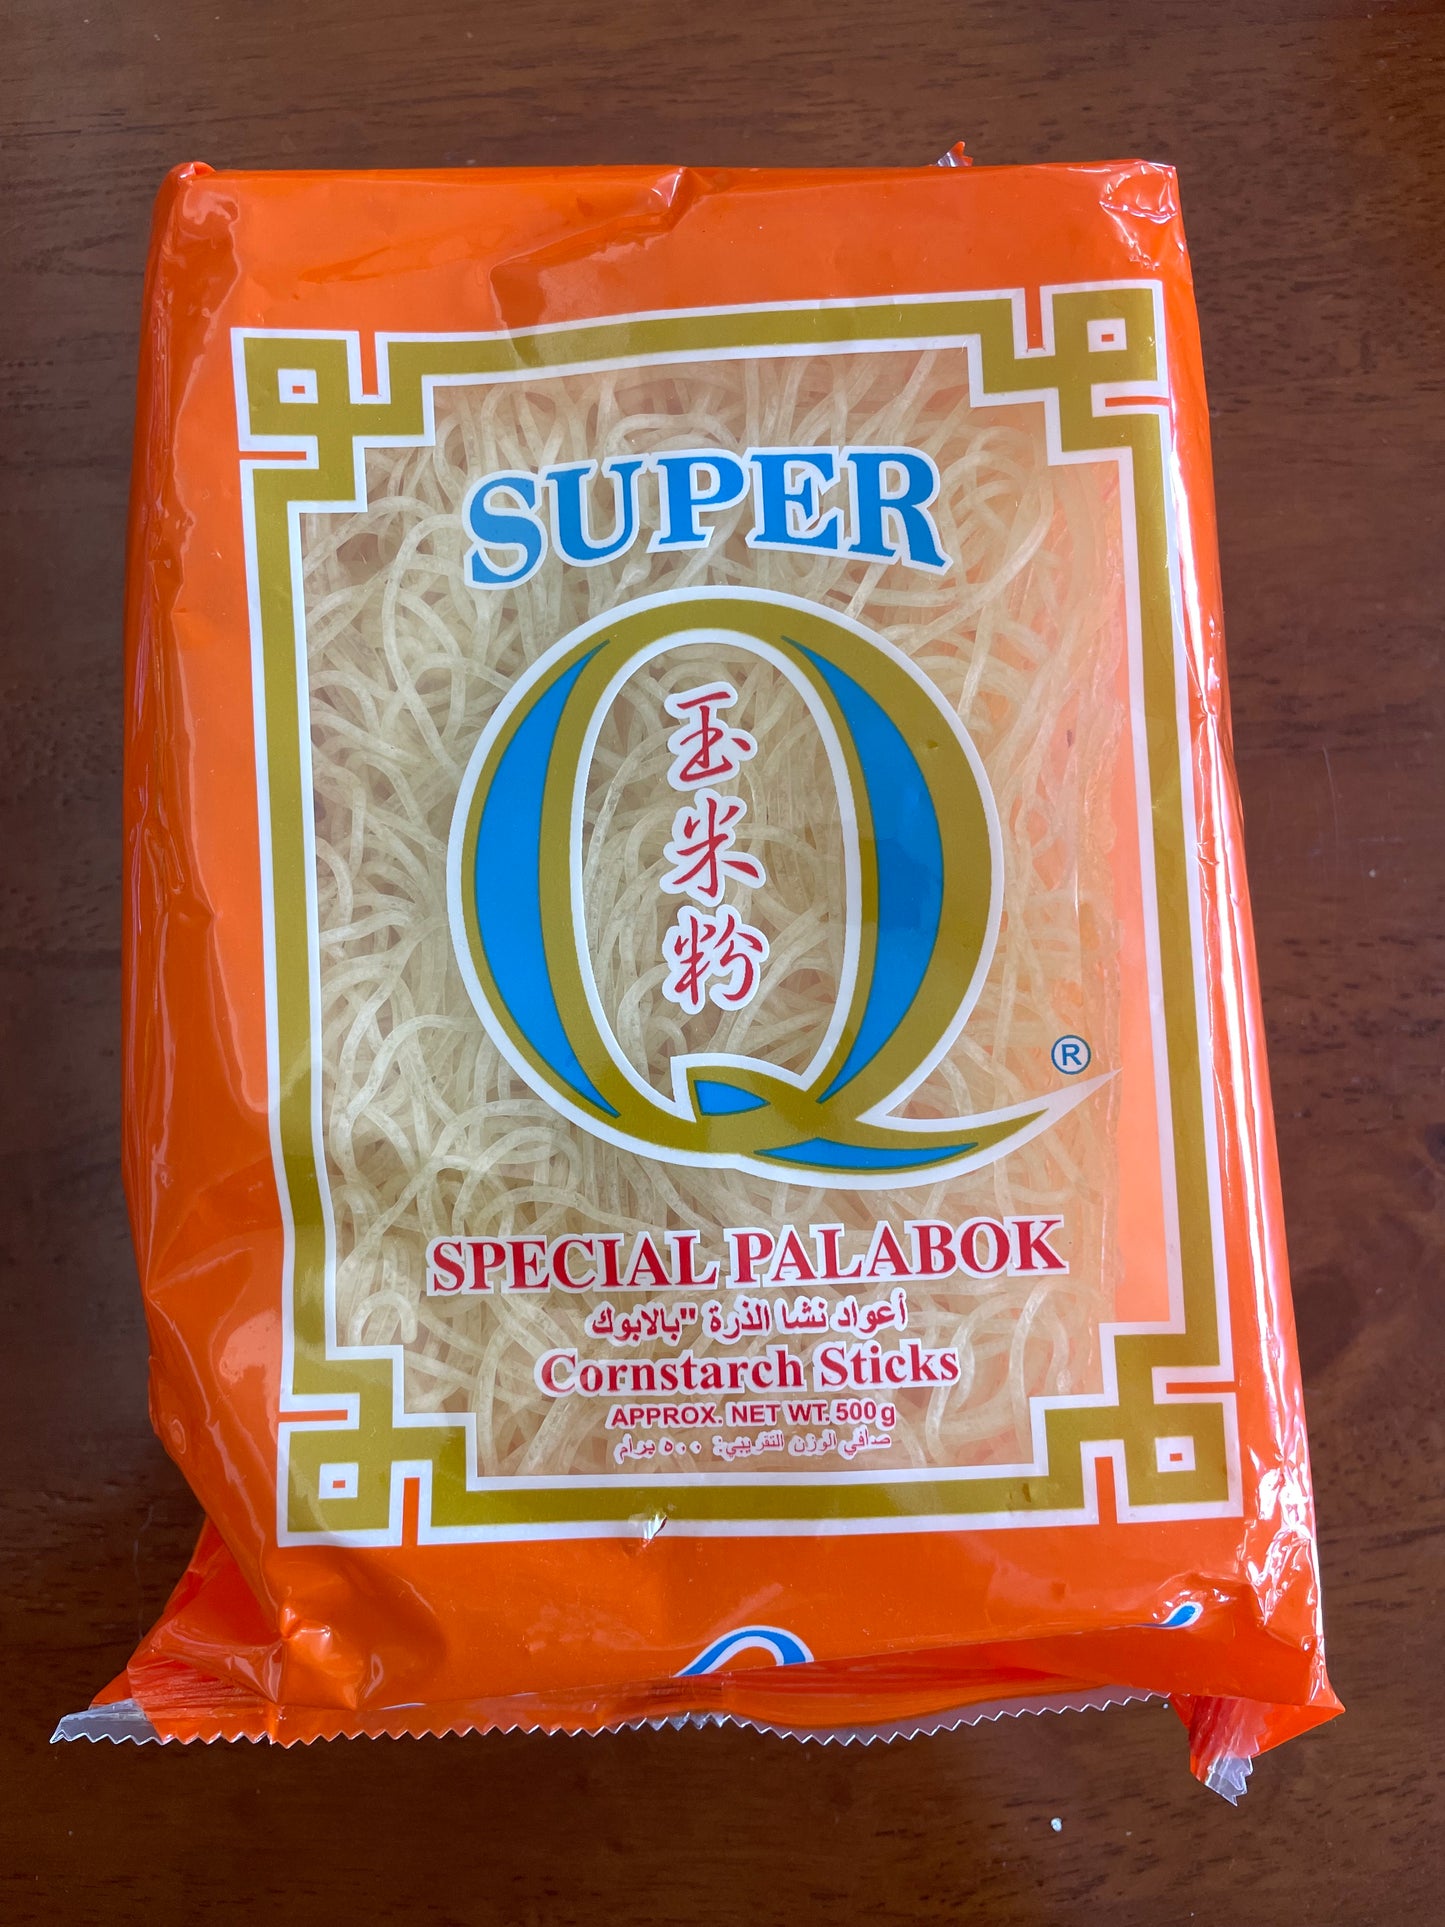 SUPER
Q
玉
米
粉
®
SPECIAL PALABOK
أعواد نشا الذرة "بالابوك
Cornstarch Sticks
APPROX. NET WT. 500g
صافي الوزن التقريبي: ٥٠٠ برام